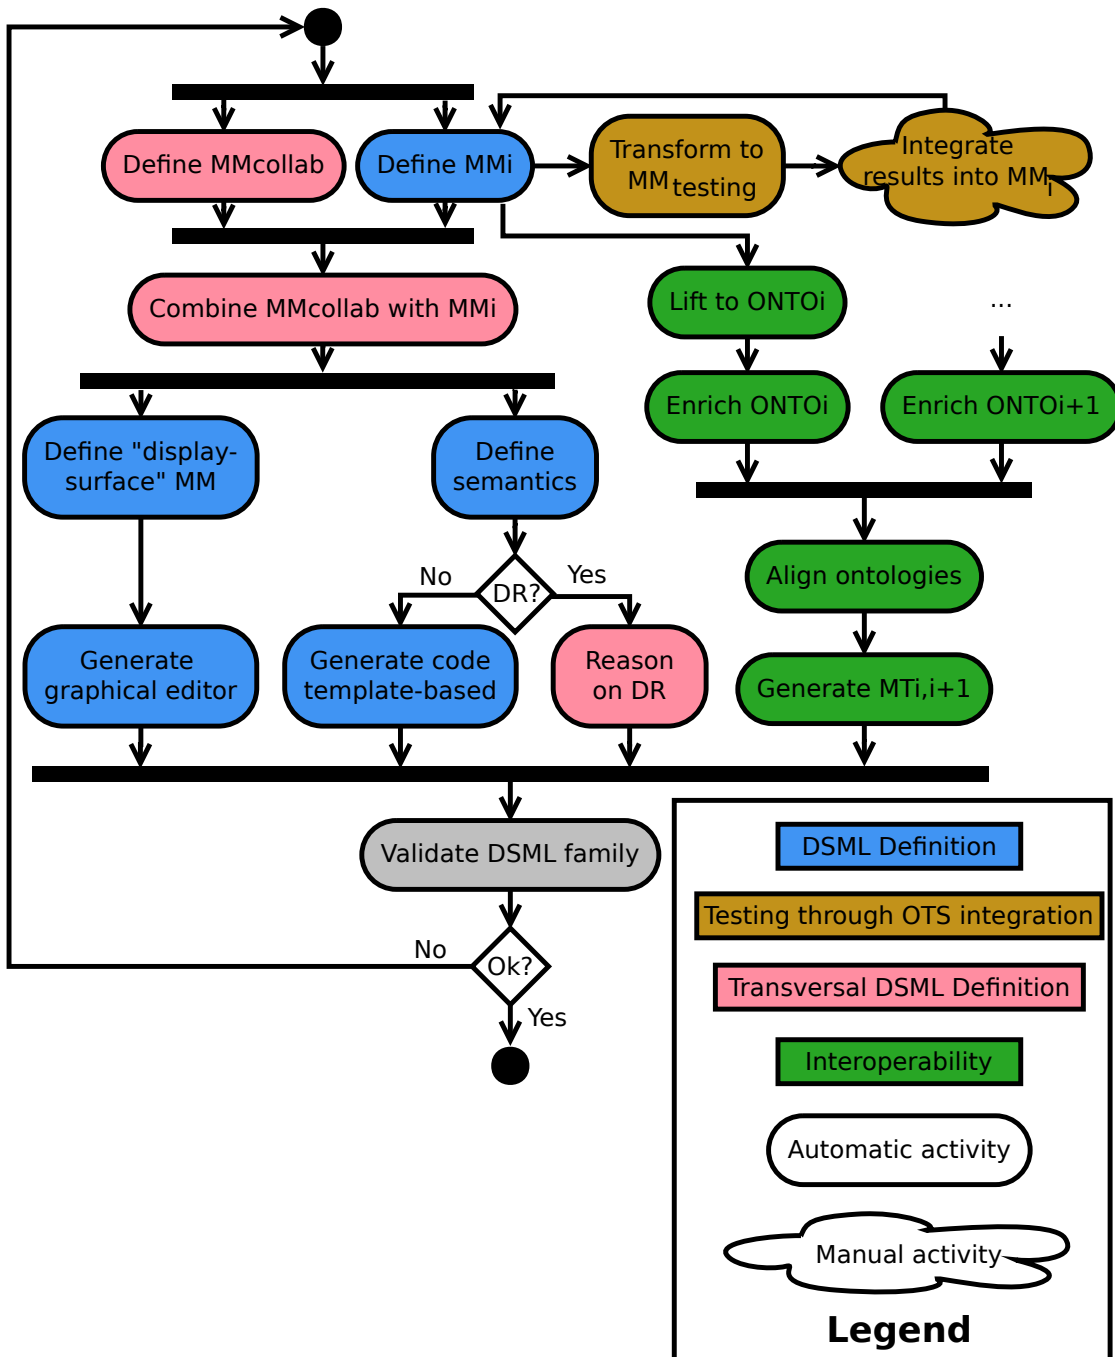 Define MMcollab
Define MMi
Transform to
MM testing
Integrate
results into MMi
Combine MMcollab with MMi
Lift to ONTOi
...
Enrich ONTOi
Enrich ONTOi+1
Define "display-
surface" MM
Define
semantics
Align ontologies
No
DR?
Yes
Generate
graphical editor
Generate code
template-based
Reason
on DR
Generate MTi,i+1
Validate DSML family
No
Ok?
Yes
DSML Definition
Testing through OTS integration
Transversal DSML Definition
Interoperability
Automatic activity
Manual activity
Legend